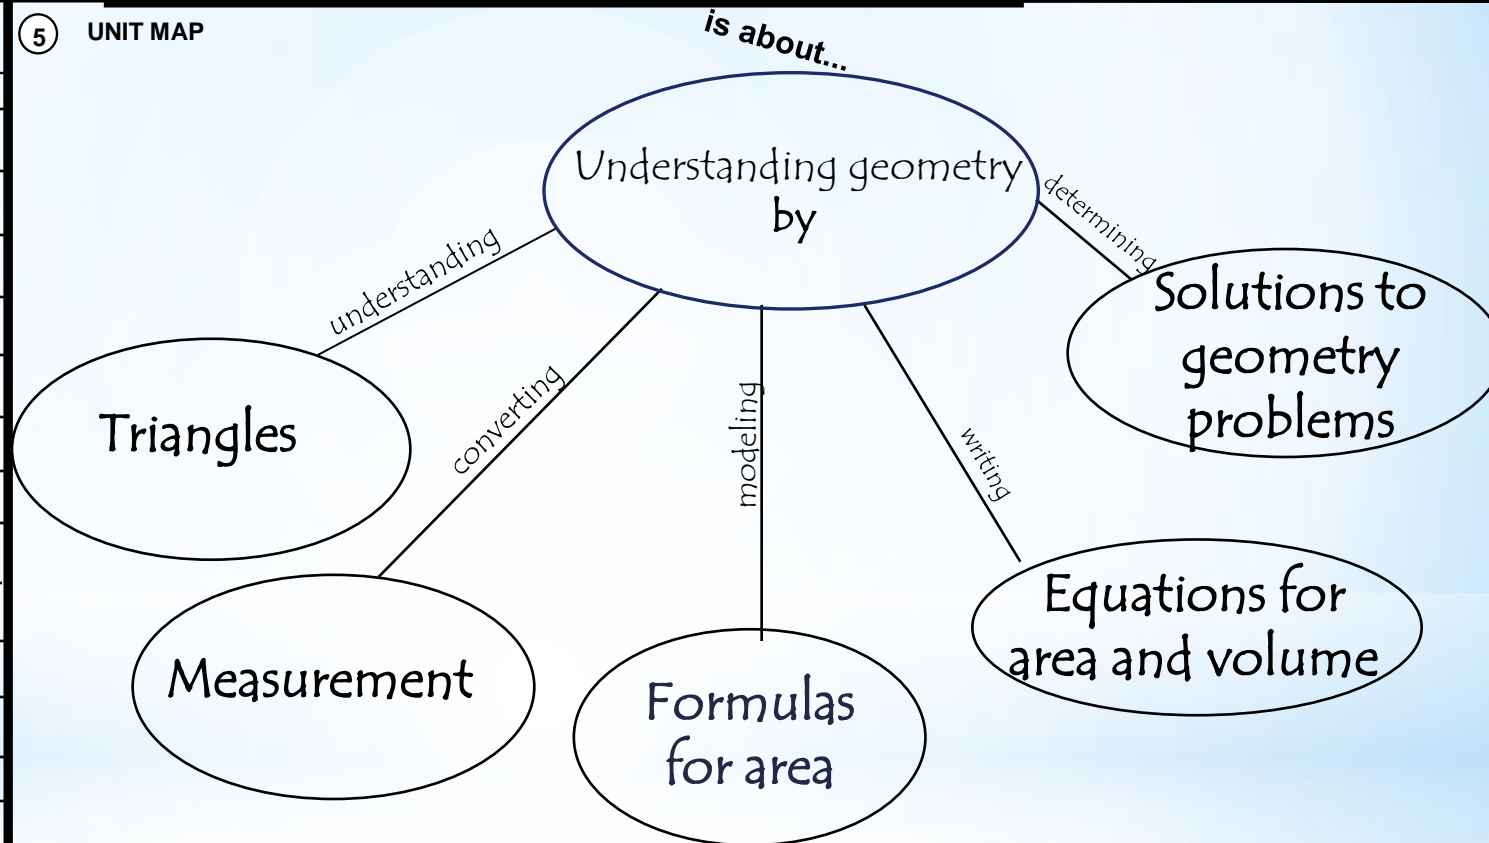 5 UNIT MAP
is about...
Understanding geometry
by
understanding
converting
modeling
writing
determining
Triangles
Measurement
Formulas
for area
Equations for
area and volume
Solutions to
geometry
problems